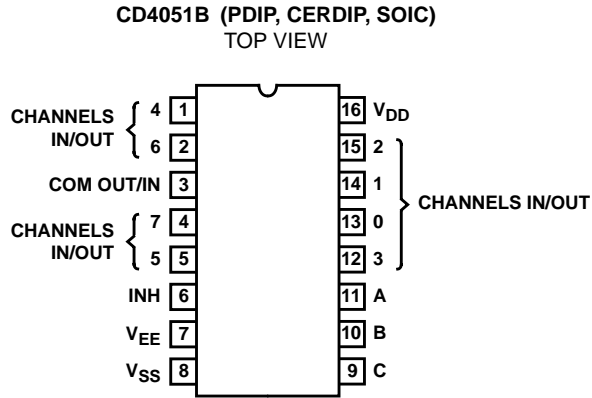 CD4051B (PDIP, CERDIP, SOIC)
TOP VIEW
CHANNELS IN/OUT
4 1
6 2
COM OUT/IN 3
CHANNELS IN/OUT
7 4
5 5
INH 6
VEE 7
VSS 8
16 VDD
15 2
14 1
13 0
12 3
CHANNELS IN/OUT
11 A
10 B
9 C